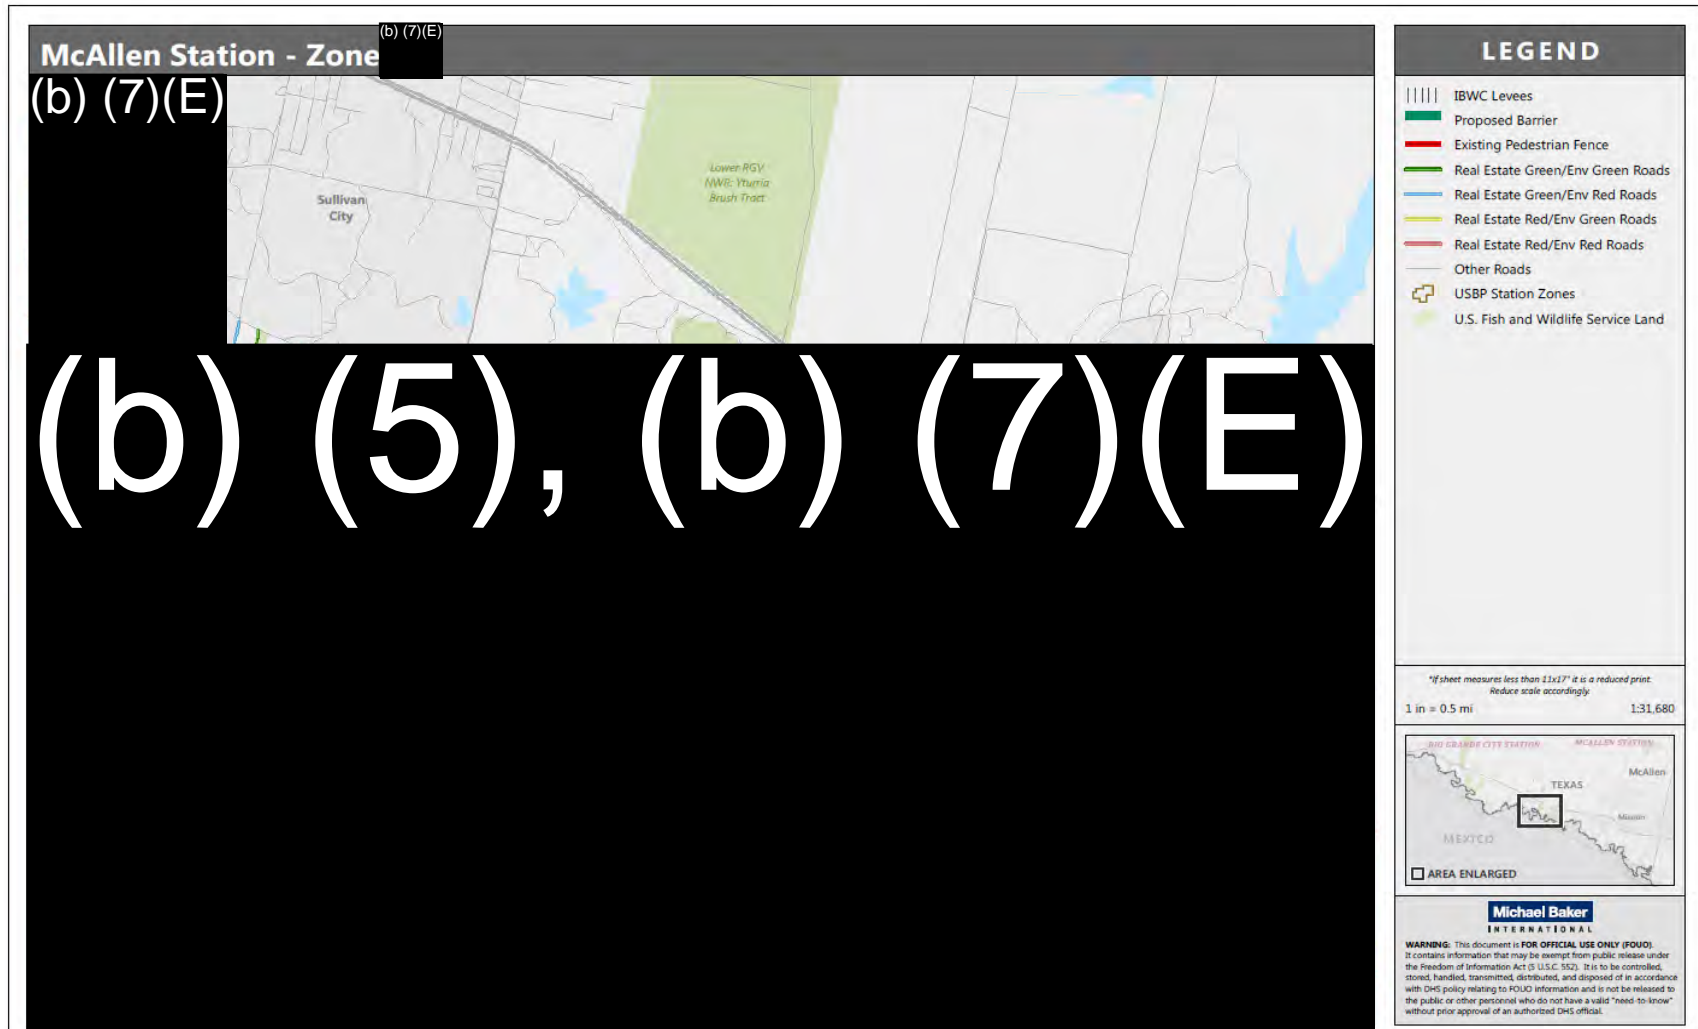 McAllen Station - Zone
(b) (7)(E)
(b) (7)(E)
Sullivan
City
Lower RGV
NWR: Yturria
Brush Tract
(b) (5), (b) (7)(E)
LEGEND
IBWC Levees
Proposed Barrier
Existing Pedestrian Fence
Real Estate Green/Env Green Roads
Real Estate Green/Env Red Roads
Real Estate Red/Env Green Roads
Real Estate Red/Env Red Roads
Other Roads
USBP Station Zones
U.S. Fish and Wildlife Service Land
*If sheet measures less than 11x17" it is a reduced print.
Reduce scale accordingly.
1 in = 0.5 mi 1:31,680
RIO GRANDE CITY STATION MCALLEN STATION
McAllen
TEXAS
Mission
MEXICO
AREA ENLARGED
Michael Baker
INTERNATIONAL
WARNING: This document is FOR OFFICIAL USE ONLY (FOUO).
It contains information that may be exempt from public release under
the Freedom of Information Act (5 U.S.C. 552). It is to be controlled,
stored, handled, transmitted, distributed, and disposed of in accordance
with DHS policy relating to FOUO information and is not be released to
the public or other personnel who do not have a valid "need-to-know"
without prior approval of an authorized DHS official.